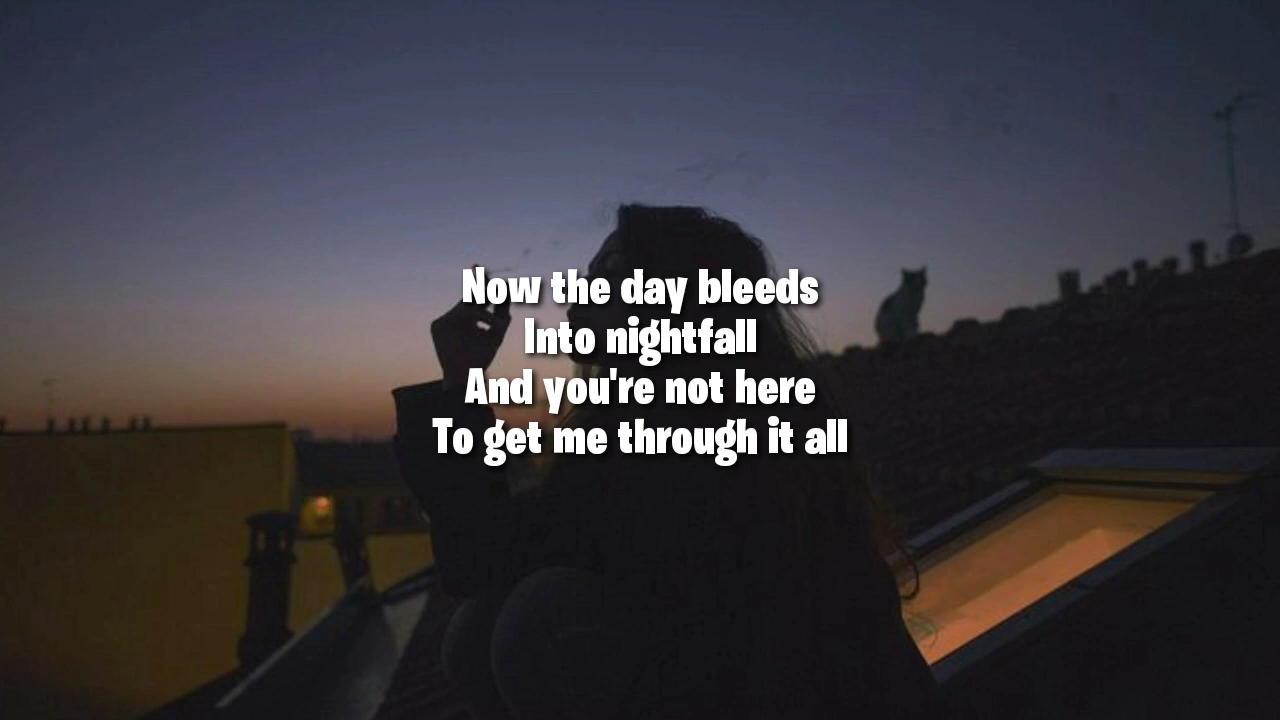 Now the day bleeds
Into nightfall
And you're not here
To get me through it all